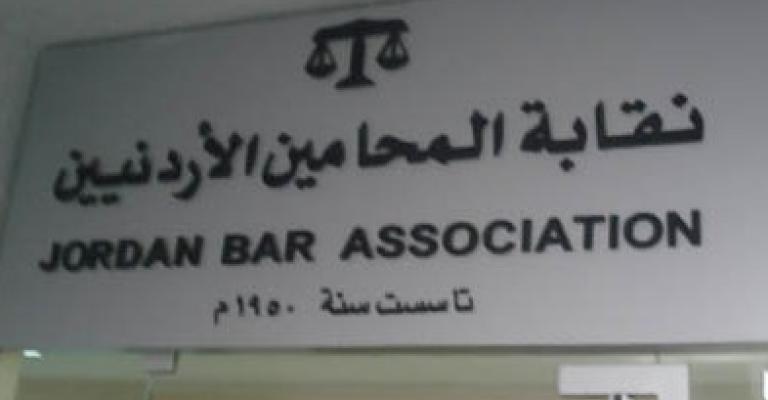 نقابة المحامين الأردنيين
JORDAN BAR ASSOCIATION
تاسست سنة ١٩٥٠م